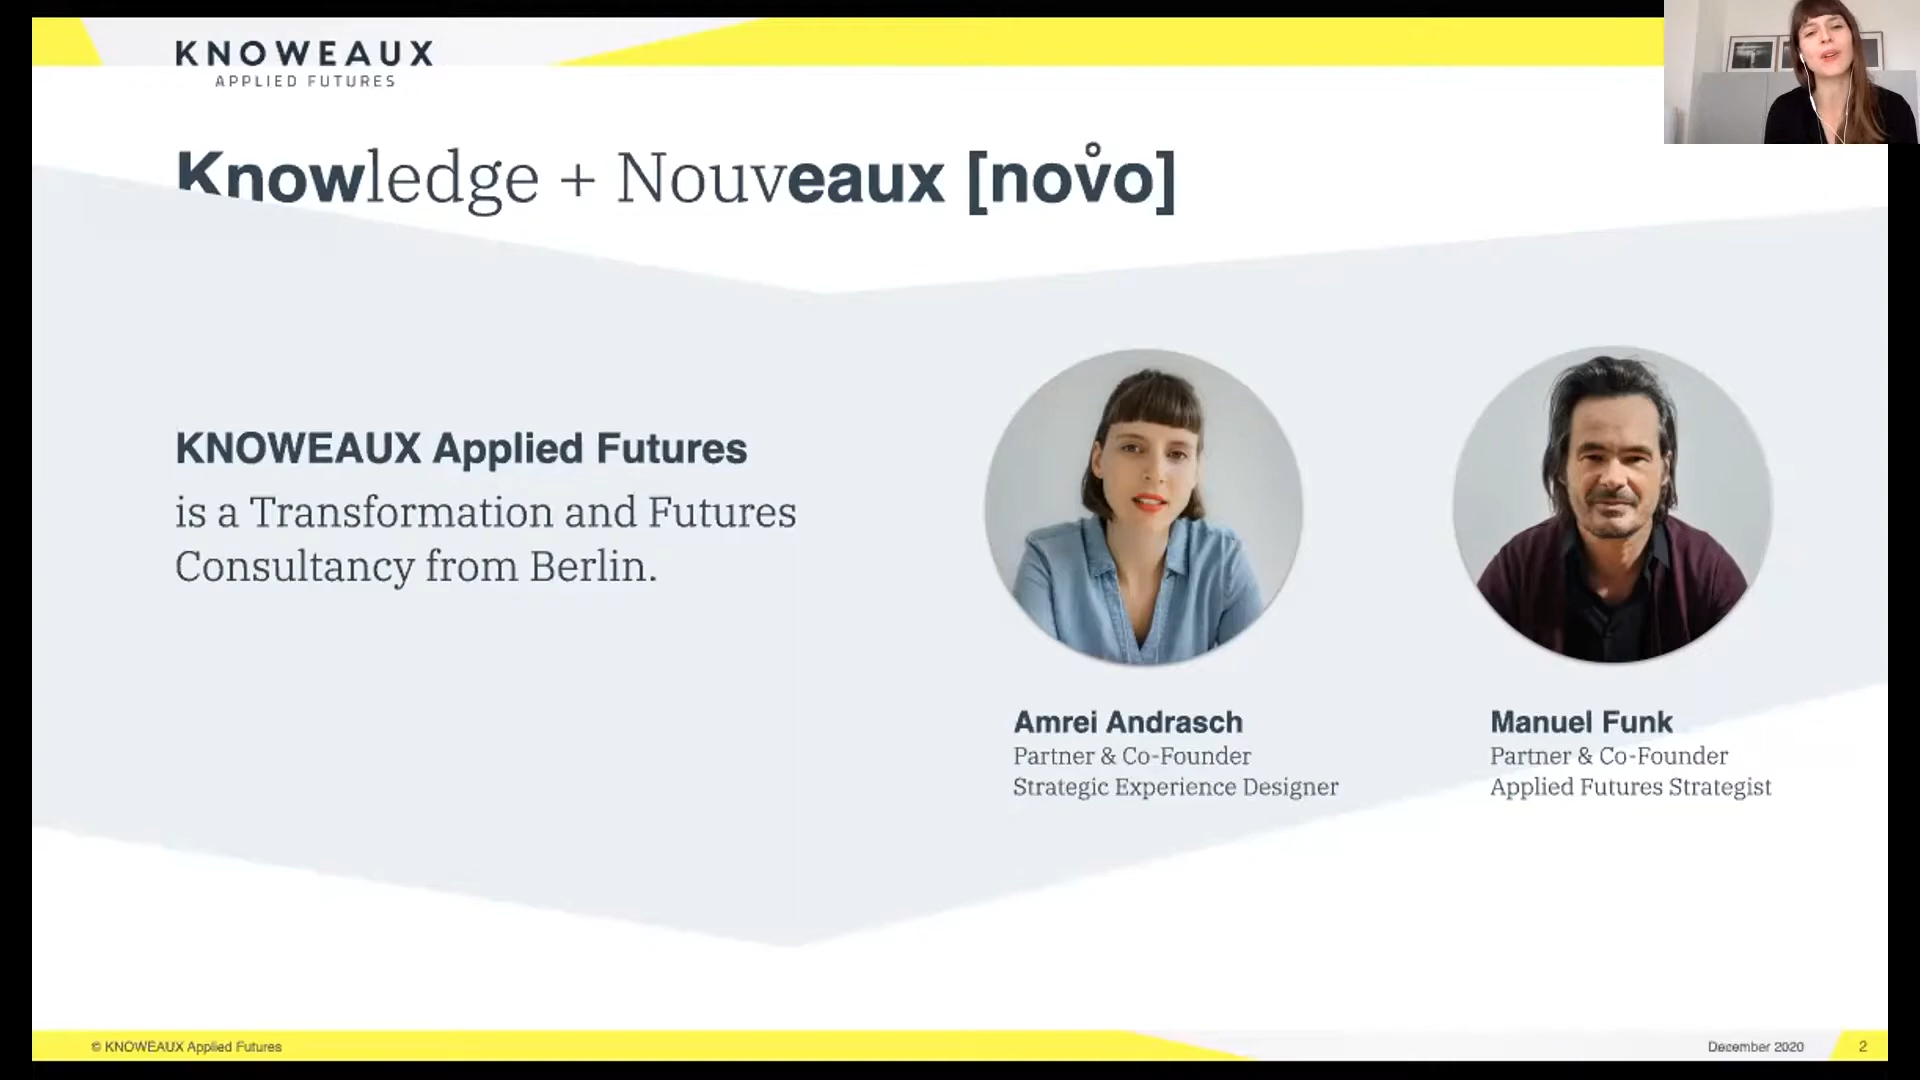 KNOWEAUX
APPLIED FUTURES
Knowledge + Nouveaux [nov̊o]
KNOWEAUX Applied Futures
is a Transformation and Futures
Consultancy from Berlin.
Amrei Andrasch
Partner & Co-Founder
Strategic Experience Designer
Manuel Funk
Partner & Co-Founder
Applied Futures Strategist
© KNOWEAUX Applied Futures
December 2020
2